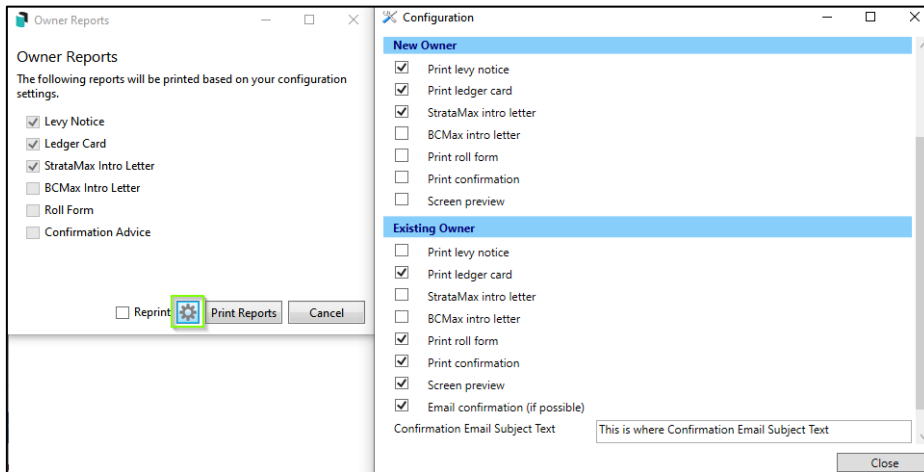 Owner Reports
Owner Reports
The following reports will be printed based on your configuration
settings.
Levy Notice
Ledger Card
StrataMax Intro Letter
BCMax Intro Letter
Roll Form
Confirmation Advice
Reprint
Print Reports
Cancel
Configuration
New Owner
Print levy notice
Print ledger card
StrataMax intro letter
BCMax intro letter
Print roll form
Print confirmation
Screen preview
Existing Owner
Print levy notice
Print ledger card
StrataMax intro letter
BCMax intro letter
Print roll form
Print confirmation
Screen preview
Email confirmation (if possible)
Confirmation Email Subject Text
This is where Confirmation Email Subject Text
Close